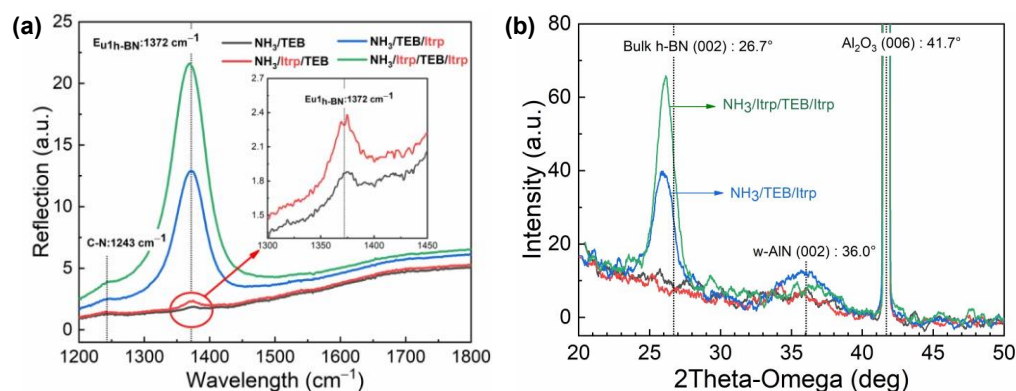 (a)
25
20
15
10
5
0
Reflection (a.u.)
E_u1h-BN:1372 cm⁻¹
NH₃/TEB
NH₃/TEB/Itrp
NH₃/Itrp/TEB
NH₃/Itrp/TEB/Itrp
2.7
2.4
2.1
1.8
1.5
Eu1_h-BN:1372 cm⁻¹
1300
1350
1400
1450
C-N:1243 cm⁻¹
1200
1300
1400
1500
1600
1700
1800
Wavelength (cm⁻¹)
(b)
80
60
40
20
0
Intensity (a.u.)
Bulk h-BN (002) : 26.7°
Al₂O₃ (006) : 41.7°
NH₃/Itrp/TEB/Itrp
NH₃/TEB/Itrp
w-AlN (002) : 36.0°
20
25
30
35
40
45
50
2Theta-Omega (deg)